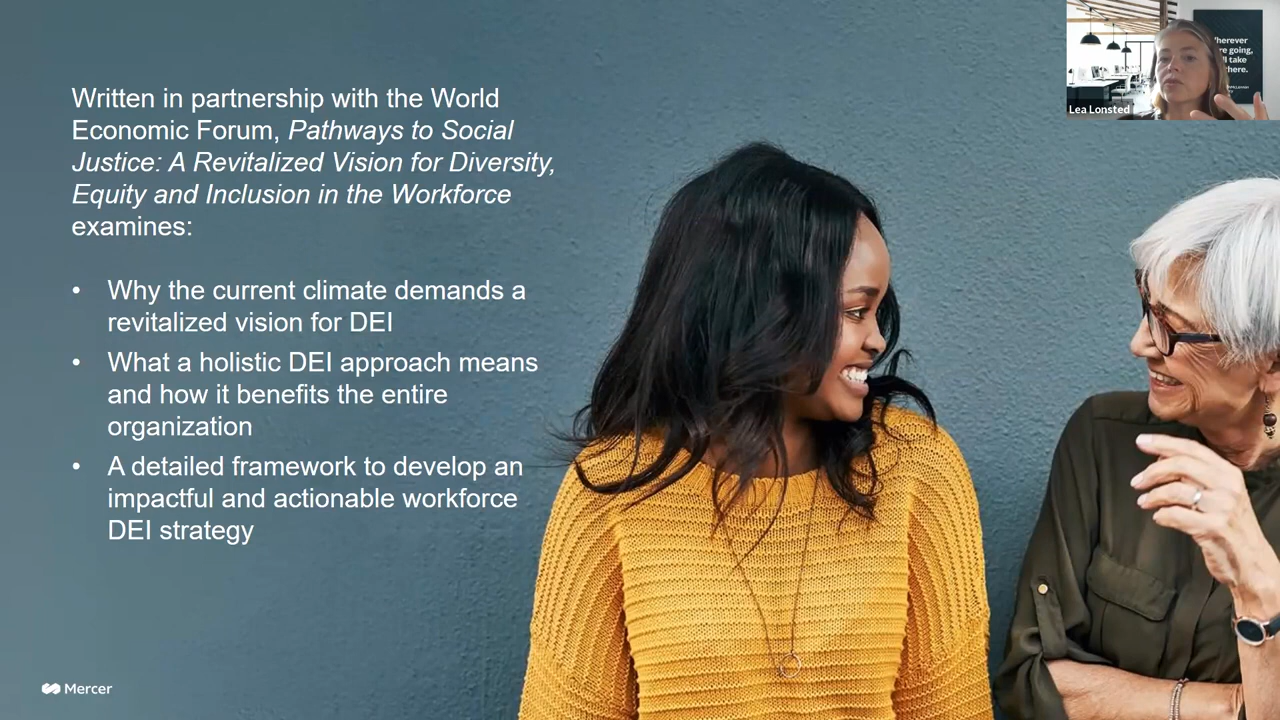 Written in partnership with the World
Economic Forum, Pathways to Social
Justice: A Revitalized Vision for Diversity,
Equity and Inclusion in the Workforce
examines:
• Why the current climate demands a
revitalized vision for DEI
• What a holistic DEI approach means
and how it benefits the entire
organization
• A detailed framework to develop an
impactful and actionable workforce
DEI strategy
Mercer
Lea Lonsted
going,
take